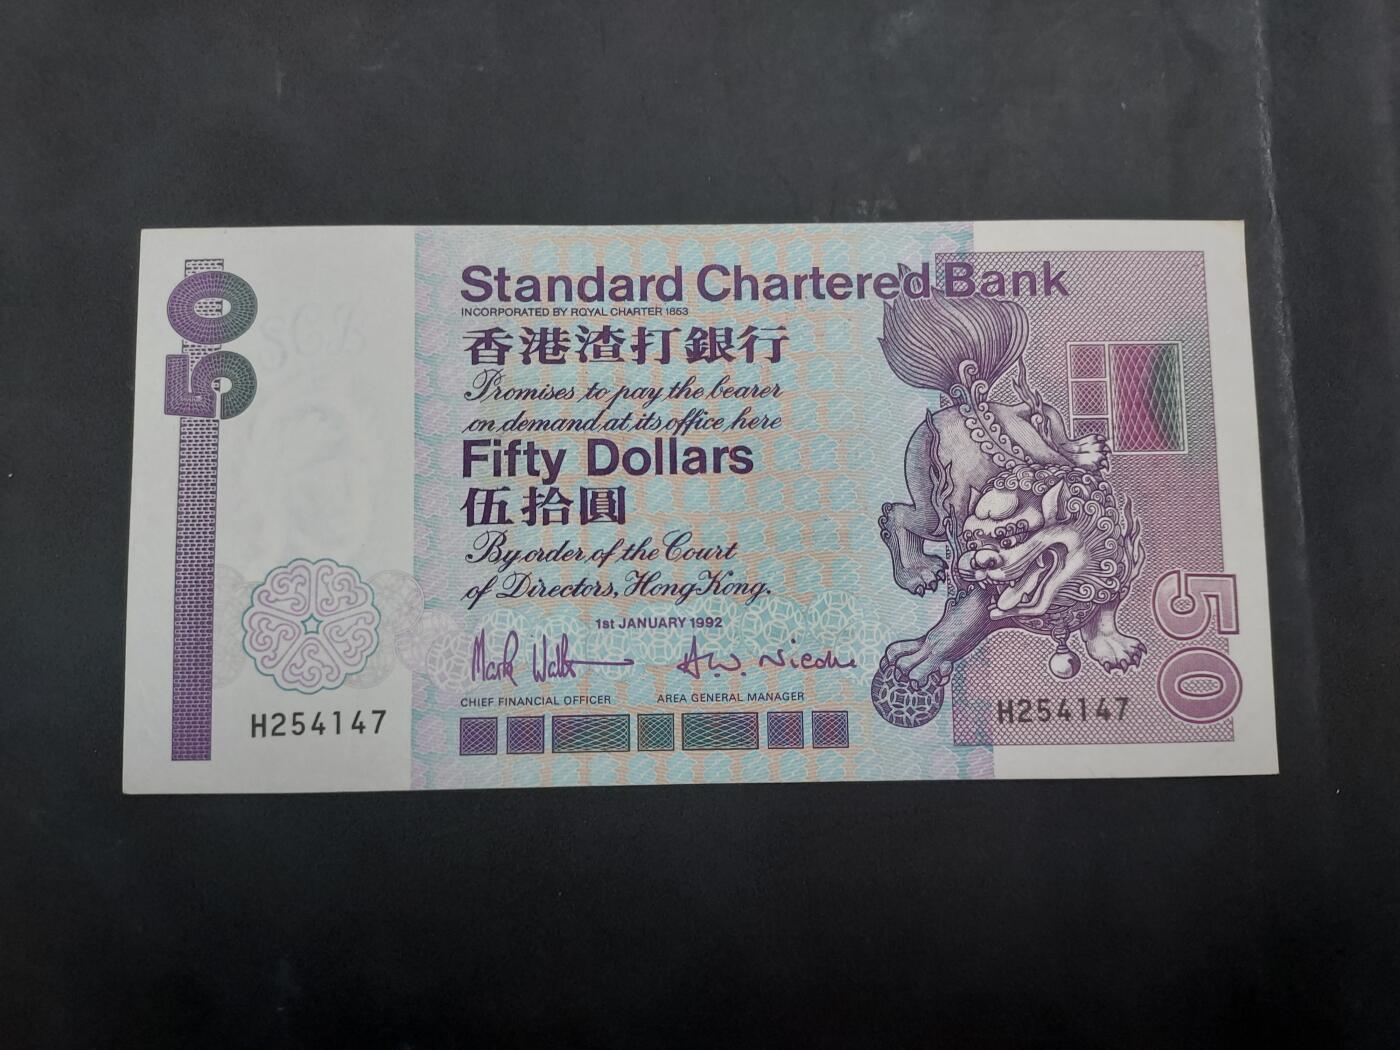 50
Standard Chartered Bank
INCORPORATED BY ROYAL CHARTER 1853
香港渣打銀行
Promises to pay the bearer
on demand at its office here
Fifty Dollars
伍拾圓
By order of the Court
of Directors, Hong Kong.
1st JANUARY 1992
CHIEF FINANCIAL OFFICER
AREA GENERAL MANAGER
H254147
H254147
50